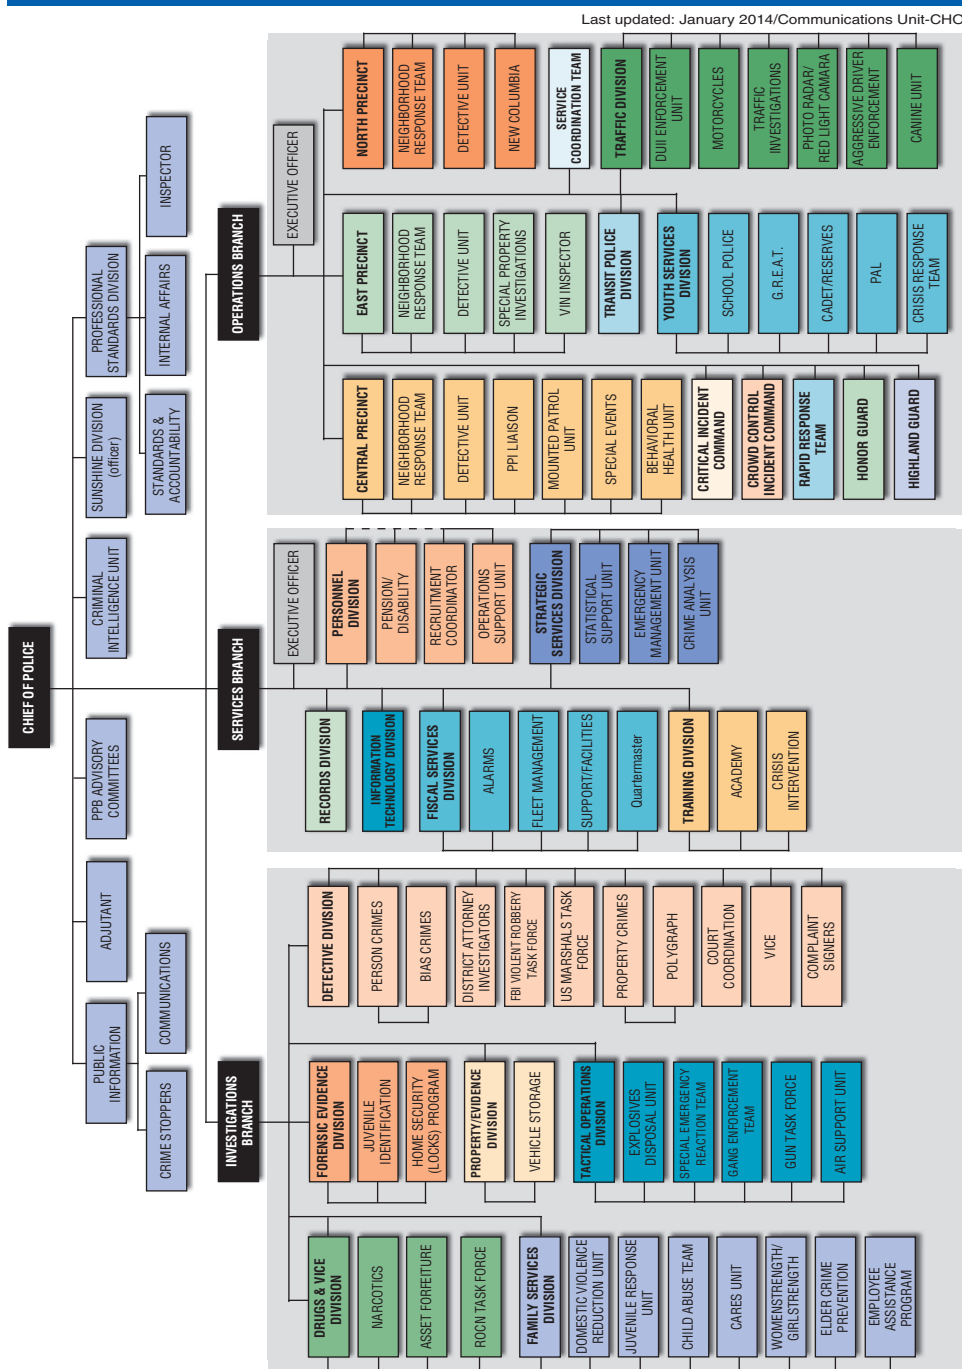 Last updated: January 2014/Communications Unit-CHO
CHIEF OF POLICE
PUBLIC
INFORMATION
ADJUTANT
PPB ADVISORY
COMMITTEES
CRIMINAL
INTELLIGENCE UNIT
SUNSHINE DIVISION
(officer)
PROFESSIONAL
STANDARDS DIVISION
CRIME STOPPERS
COMMUNICATIONS
STANDARDS &
ACCOUNTABILITY
INTERNAL AFFAIRS
INSPECTOR
INVESTIGATIONS
BRANCH
DRUGS & VICE
DIVISION
NARCOTICS
ASSET FORFEITURE
ROCN TASK FORCE
FAMILY SERVICES
DIVISION
DOMESTIC VIOLENCE
REDUCTION UNIT
JUVENILE RESPONSE
UNIT
CHILD ABUSE TEAM
CARES UNIT
WOMENSTRENGTH/
GIRLSTRENGTH
ELDER CRIME
PREVENTION
EMPLOYEE
ASSISTANCE
PROGRAM
FORENSIC EVIDENCE
DIVISION
JUVENILE
IDENTIFICATION
HOME SECURITY
(LOCKS) PROGRAM
PROPERTY/EVIDENCE
DIVISION
VEHICLE STORAGE
TACTICAL OPERATIONS
DIVISION
EXPLOSIVES
DISPOSAL UNIT
SPECIAL EMERGENCY
REACTION TEAM
GANG ENFORCEMENT
TEAM
GUN TASK FORCE
AIR SUPPORT UNIT
DETECTIVE DIVISION
PERSON CRIMES
BIAS CRIMES
DISTRICT ATTORNEY
INVESTIGATORS
FBI VIOLENT ROBBERY
TASK FORCE
US MARSHALS TASK
FORCE
PROPERTY CRIMES
POLYGRAPH
COURT
COORDINATION
VICE
COMPLAINT
SIGNERS
SERVICES BRANCH
EXECUTIVE OFFICER
RECORDS DIVISION
INFORMATION
TECHNOLOGY DIVISION
FISCAL SERVICES
DIVISION
ALARMS
FLEET MANAGEMENT
SUPPORT/FACILITIES
Quartermaster
TRAINING DIVISION
ACADEMY
CRISIS
INTERVENTION
PERSONNEL
DIVISION
PENSION/
DISABILITY
RECRUITMENT
COORDINATOR
OPERATIONS
SUPPORT UNIT
STRATEGIC
SERVICES DIVISION
STATISTICAL
SUPPORT UNIT
EMERGENCY
MANAGEMENT UNIT
CRIME ANALYSIS
UNIT
OPERATIONS BRANCH
EXECUTIVE OFFICER
CENTRAL PRECINCT
NEIGHBORHOOD
RESPONSE TEAM
DETECTIVE UNIT
PPI LIAISON
MOUNTED PATROL
UNIT
SPECIAL EVENTS
BEHAVIORAL
HEALTH UNIT
CRITICAL INCIDENT
COMMAND
CROWD CONTROL
INCIDENT COMMAND
RAPID RESPONSE
TEAM
HONOR GUARD
HIGHLAND GUARD
EAST PRECINCT
NEIGHBORHOOD
RESPONSE TEAM
DETECTIVE UNIT
SPECIAL PROPERTY
INVESTIGATIONS
VIN INSPECTOR
TRANSIT POLICE
DIVISION
YOUTH SERVICES
DIVISION
SCHOOL POLICE
G.R.E.A.T.
CADET/RESERVES
PAL
CRISIS RESPONSE
TEAM
NORTH PRECINCT
NEIGHBORHOOD
RESPONSE TEAM
DETECTIVE UNIT
NEW COLUMBIA
SERVICE
COORDINATION TEAM
TRAFFIC DIVISION
DUII ENFORCEMENT
UNIT
MOTORCYCLES
TRAFFIC
INVESTIGATIONS
PHOTO RADAR/
RED LIGHT CAMARA
AGGRESSIVE DRIVER
ENFORCEMENT
CANINE UNIT